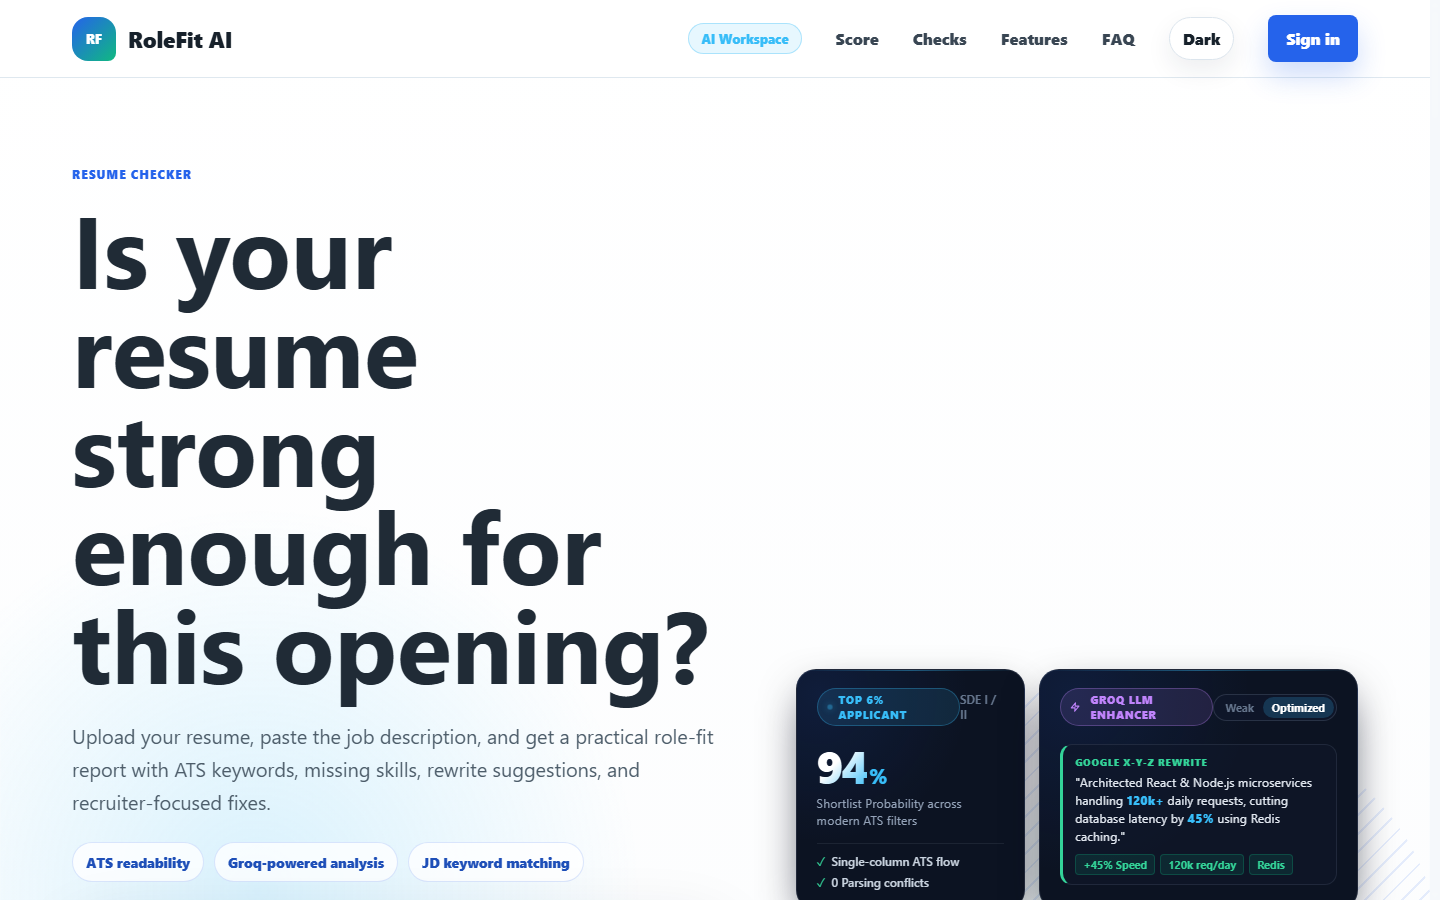 RF RoleFit AI
AI Workspace Score Checks Features FAQ Dark Sign in
RESUME CHECKER
Is your
resume
strong
enough for
this opening?
Upload your resume, paste the job description, and get a practical role-fit
report with ATS keywords, missing skills, rewrite suggestions, and
recruiter-focused fixes.
ATS readability Groq-powered analysis JD keyword matching
TOP 6%
APPLICANT
SDE I /
II
94%
Shortlist Probability across
modern ATS filters
✓ Single-column ATS flow
✓ 0 Parsing conflicts
GROQ LLM
ENHANCER
Weak Optimized
GOOGLE X-Y-Z REWRITE
"Architected React & Node.js microservices
handling 120k+ daily requests, cutting
database latency by 45% using Redis
caching."
+45% Speed 120k req/day Redis